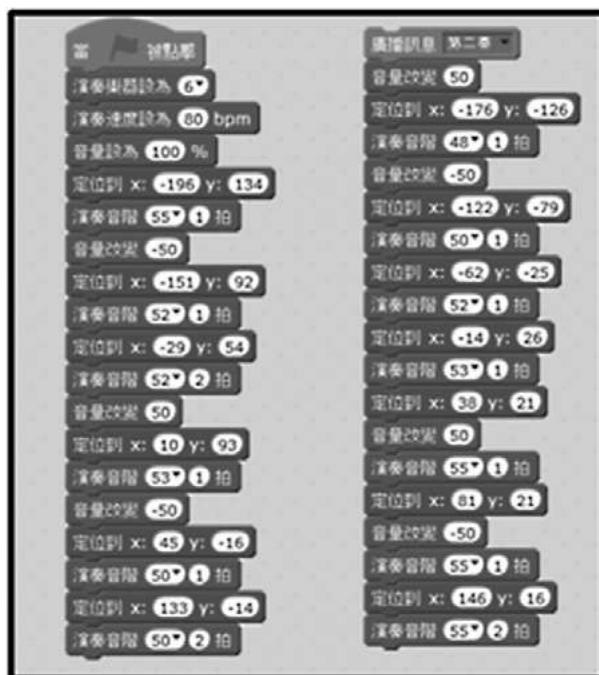 當 被點擊
演奏樂器設為 6
演奏速度設為 80 bpm
音量設為 100 %
定位到 x: -196 y: 134
演奏音階 55 1 拍
音量改變 -50
定位到 x: -151 y: 92
演奏音階 52 1 拍
定位到 x: -29 y: 54
演奏音階 52 2 拍
音量改變 50
定位到 x: 10 y: 93
演奏音階 53 1 拍
音量改變 -50
定位到 x: 45 y: -16
演奏音階 50 1 拍
定位到 x: 133 y: -14
演奏音階 50 2 拍
廣播訊息 第二奏
音量改變 50
定位到 x: -176 y: -126
演奏音階 48 1 拍
音量改變 -50
定位到 x: -122 y: -79
演奏音階 50 1 拍
定位到 x: -62 y: -25
演奏音階 52 1 拍
定位到 x: -14 y: 26
演奏音階 53 1 拍
定位到 x: 38 y: 21
音量改變 50
演奏音階 55 1 拍
定位到 x: 81 y: 21
音量改變 -50
演奏音階 55 1 拍
定位到 x: 146 y: 16
演奏音階 55 2 拍